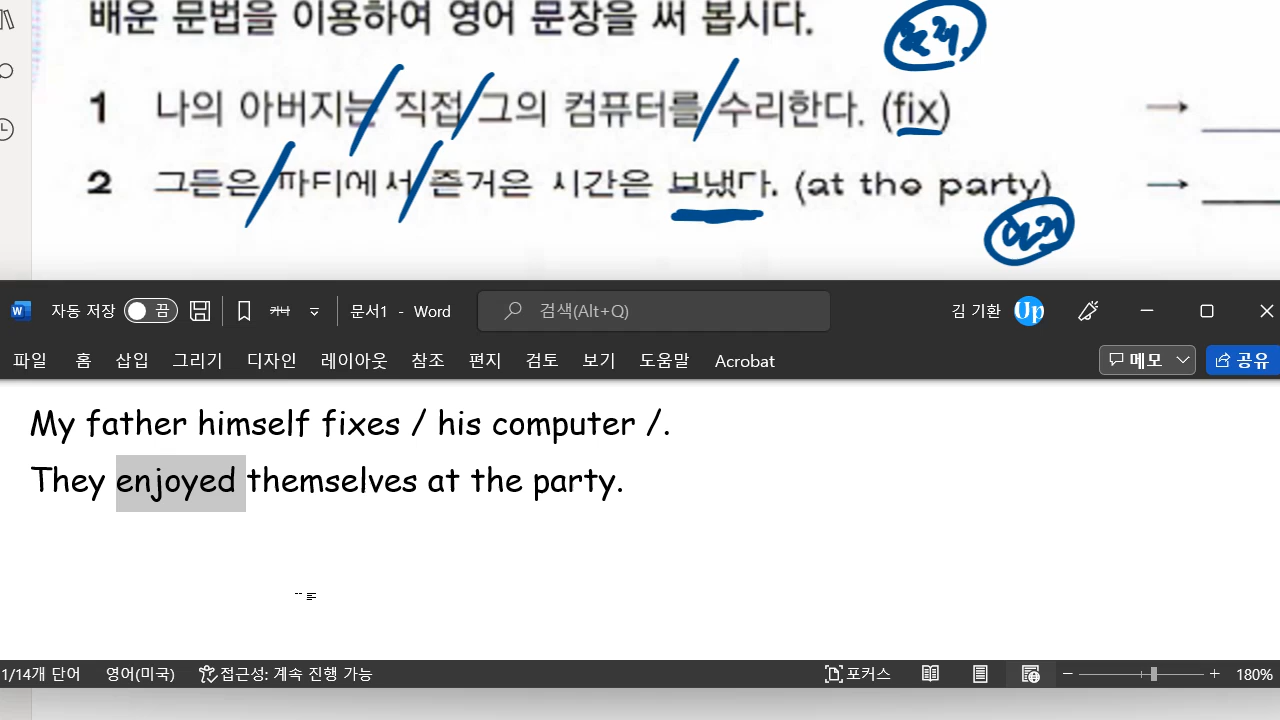 배운 문법을 이용하여 영어 문장을 써 봅시다.
1 나의 아버지는 / 직접 / 그의 컴퓨터를 / 수리한다. (fix) →
2 그들은 / 파티에서 / 즐거운 시간은 보냈다. (at the party) →
자동 저장 끔 가나 문서1 - Word 검색(Alt+Q) 김 기환 Up
파일 홈 삽입 그리기 디자인 레이아웃 참조 편지 검토 보기 도움말 Acrobat 메모 공유
My father himself fixes / his computer /.
They enjoyed themselves at the party.
1/14개 단어 영어(미국) 접근성: 계속 진행 가능 포커스 180%